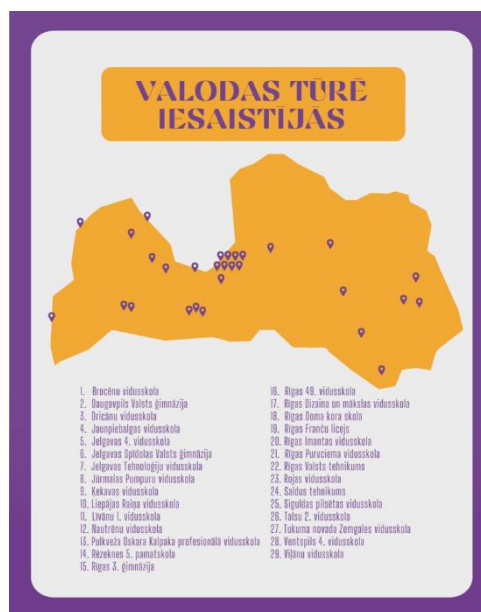 VALODAS TŪRĒ
IESAISTĪJĀS
1. Brocēnu vidusskola
2. Daugavpils Valsts ģimnāzija
3. Dricānu vidusskola
4. Jaunpiebalgas vidusskola
5. Jelgavas 4. vidusskola
6. Jelgavas Spīdolas Valsts ģimnāzija
7. Jelgavas Tehnoloģiju vidusskola
8. Jūrmalas Pumpuru vidusskola
9. Ķekavas vidusskola
10. Liepājas Raiņa vidusskola
11. Līvānu 1. vidusskola
12. Nautrēnu vidusskola
13. Pulkveža Oskara Kalpaka profesionālā vidusskola
14. Rēzeknes 5. pamatskola
15. Rīgas 3. ģimnāzija
16. Rīgas 49. vidusskola
17. Rīgas Dizaina un mākslas vidusskola
18. Rīgas Doma kora skola
19. Rīgas Franču licejs
20. Rīgas Imantas vidusskola
21. Rīgas Purvciema vidusskola
22. Rīgas Valsts tehnikums
23. Rojas vidusskola
24. Saldus tehnikums
25. Siguldas pilsētas vidusskola
26. Talsu 2. vidusskola
27. Tukuma novada Zemgales vidusskola
28. Ventspils 4. vidusskola
29. Viļānu vidusskola